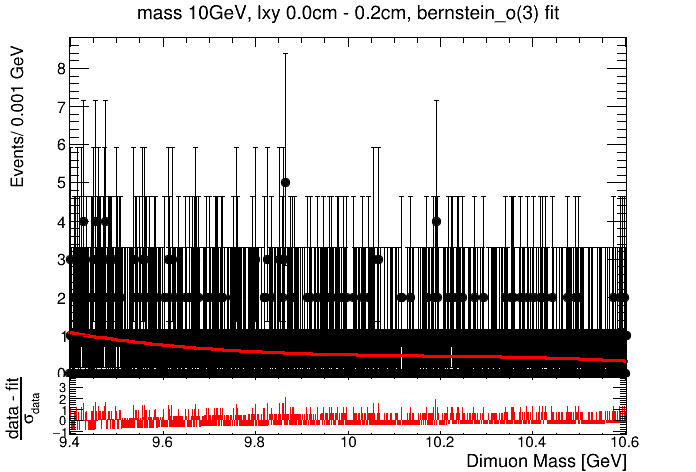 mass 10GeV, lxy 0.0cm - 0.2cm, bernstein_o(3) fit
Events/ 0.001 GeV
8
7
6
5
4
3
2
1
0
data - fit
σdata
3
2
1
0
−1
9.4 9.6 9.8 10 10.2 10.4 10.6
Dimuon Mass [GeV]